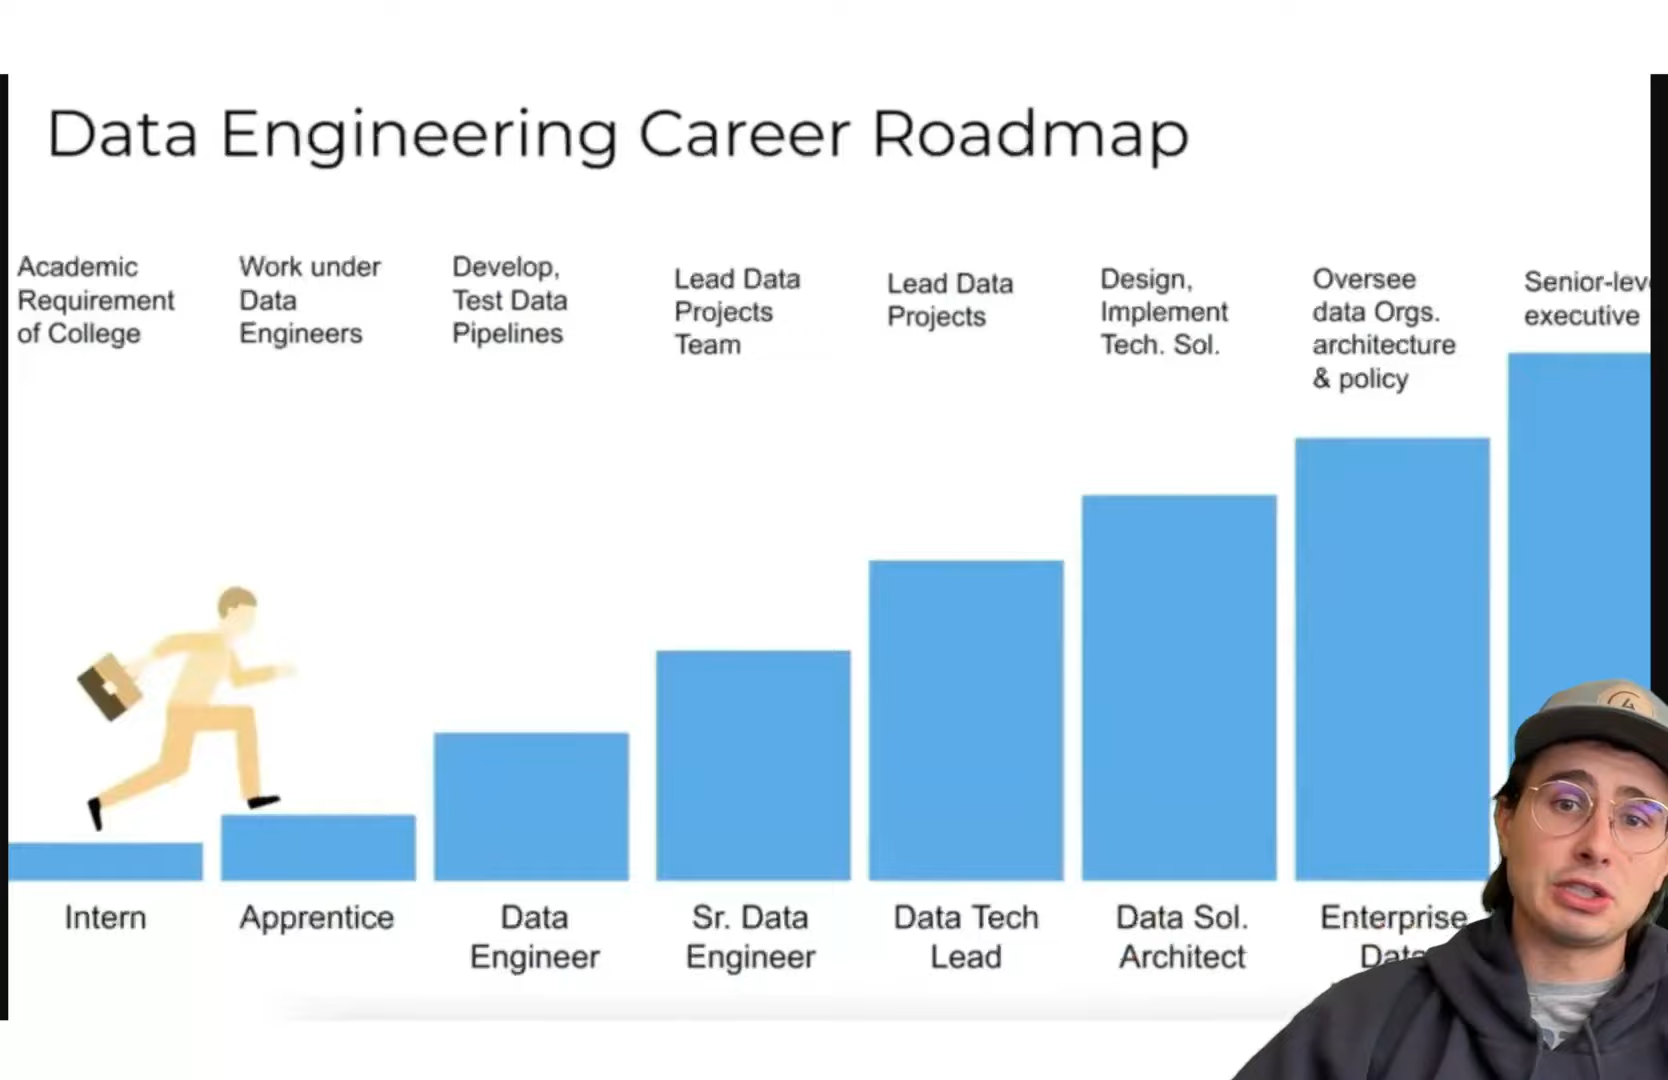 Data Engineering Career Roadmap
Academic
Requirement
of College
Work under
Data
Engineers
Develop,
Test Data
Pipelines
Lead Data
Projects
Team
Lead Data
Projects
Design,
Implement
Tech. Sol.
Oversee
data Orgs.
architecture
& policy
executive
Intern
Apprentice
Data
Engineer
Sr. Data
Engineer
Data Tech
Lead
Data Sol.
Architect
Enterprise
Data